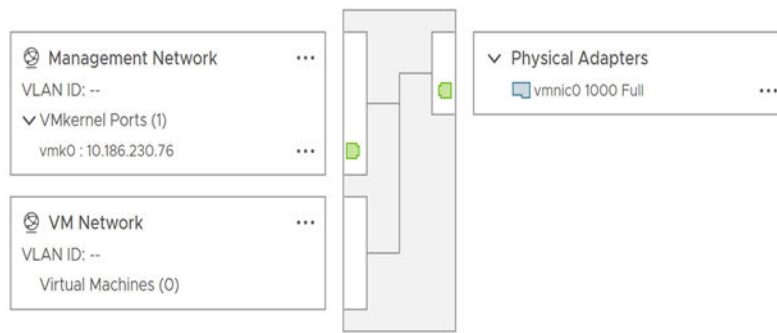 Management Network
VLAN ID: --
VMkernel Ports (1)
vmk0 : 10.186.230.76
VM Network
VLAN ID: --
Virtual Machines (0)
Physical Adapters
vmnic0 1000 Full